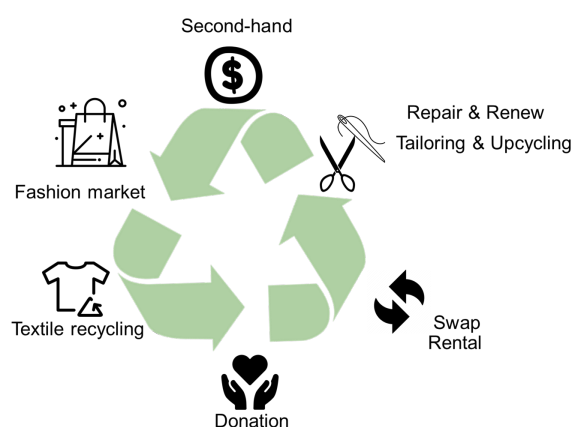 Second-hand
$
Repair & Renew
Tailoring & Upcycling
Fashion market
Textile recycling
Swap
Rental
Donation